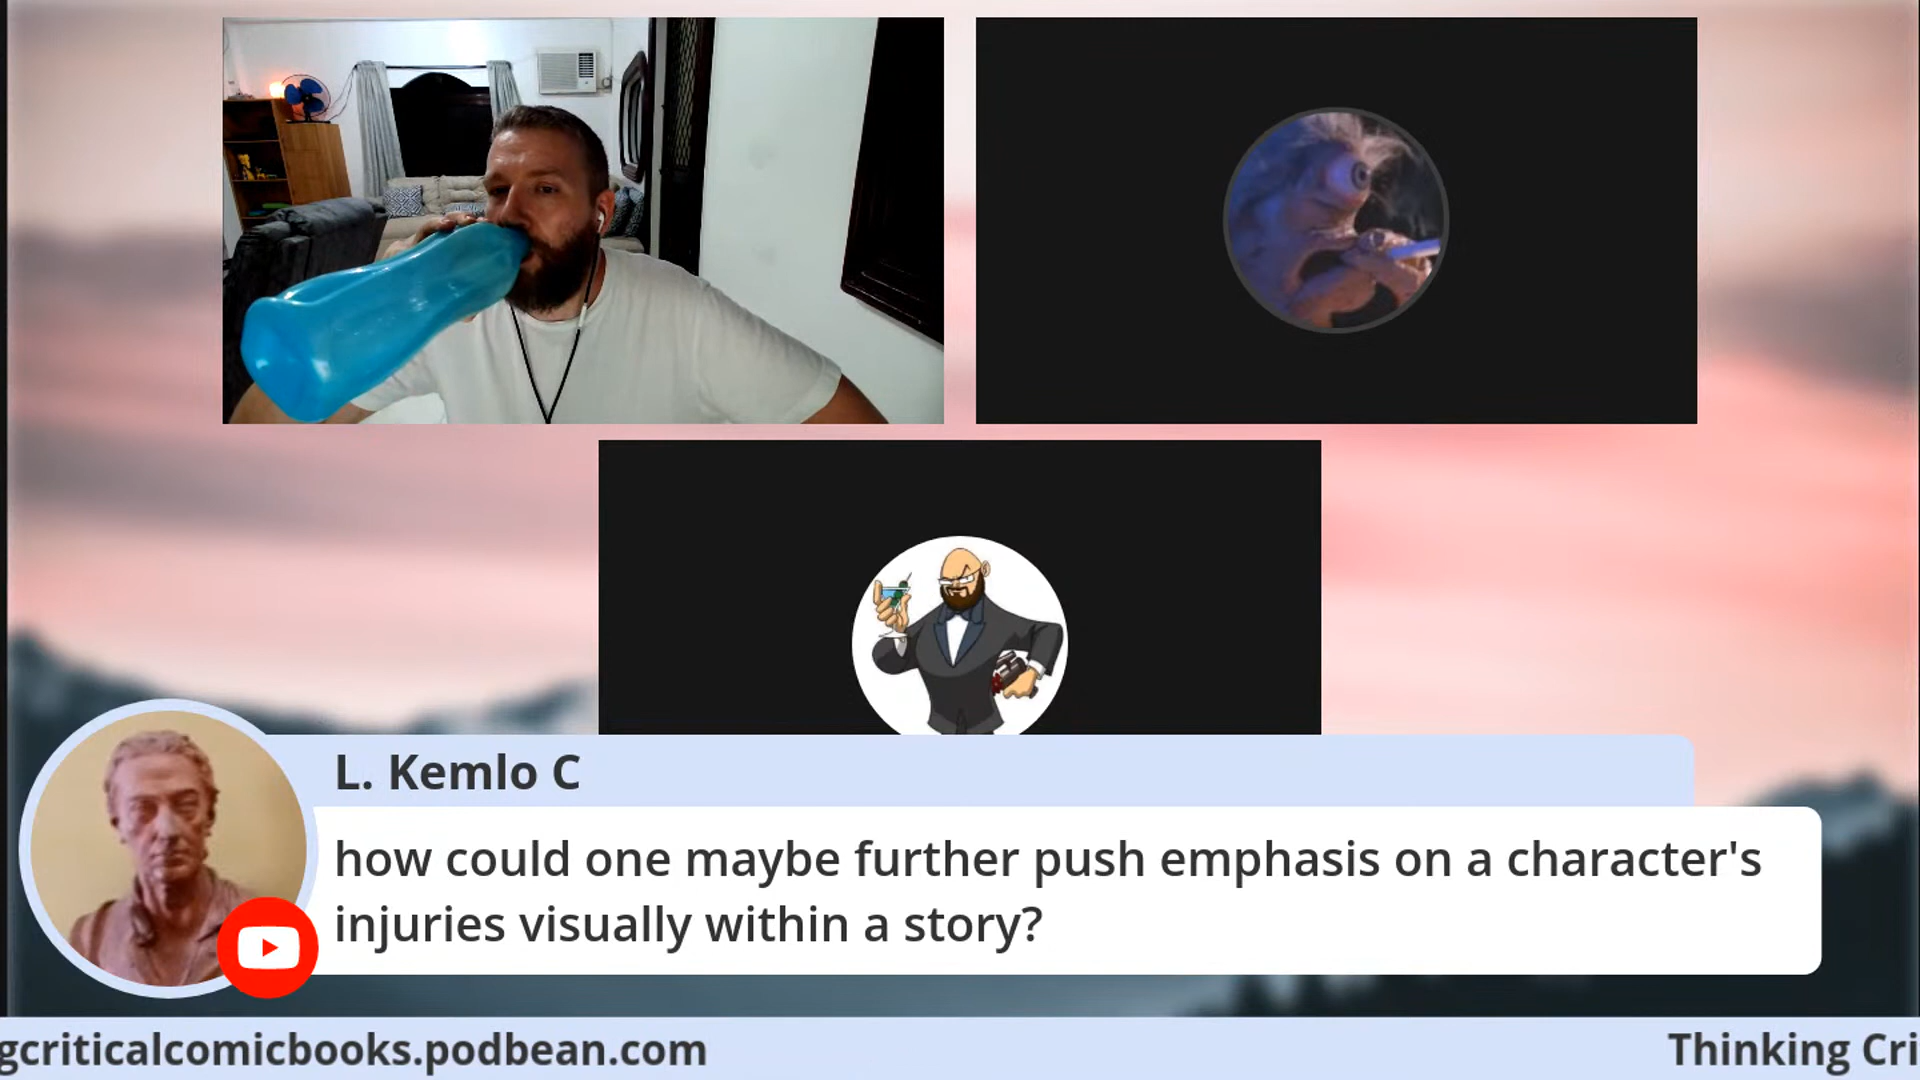 L. Kemlo C
how could one maybe further push emphasis on a character's
injuries visually within a story?
gcriticalcomicbooks.podbean.com
Thinking Cri